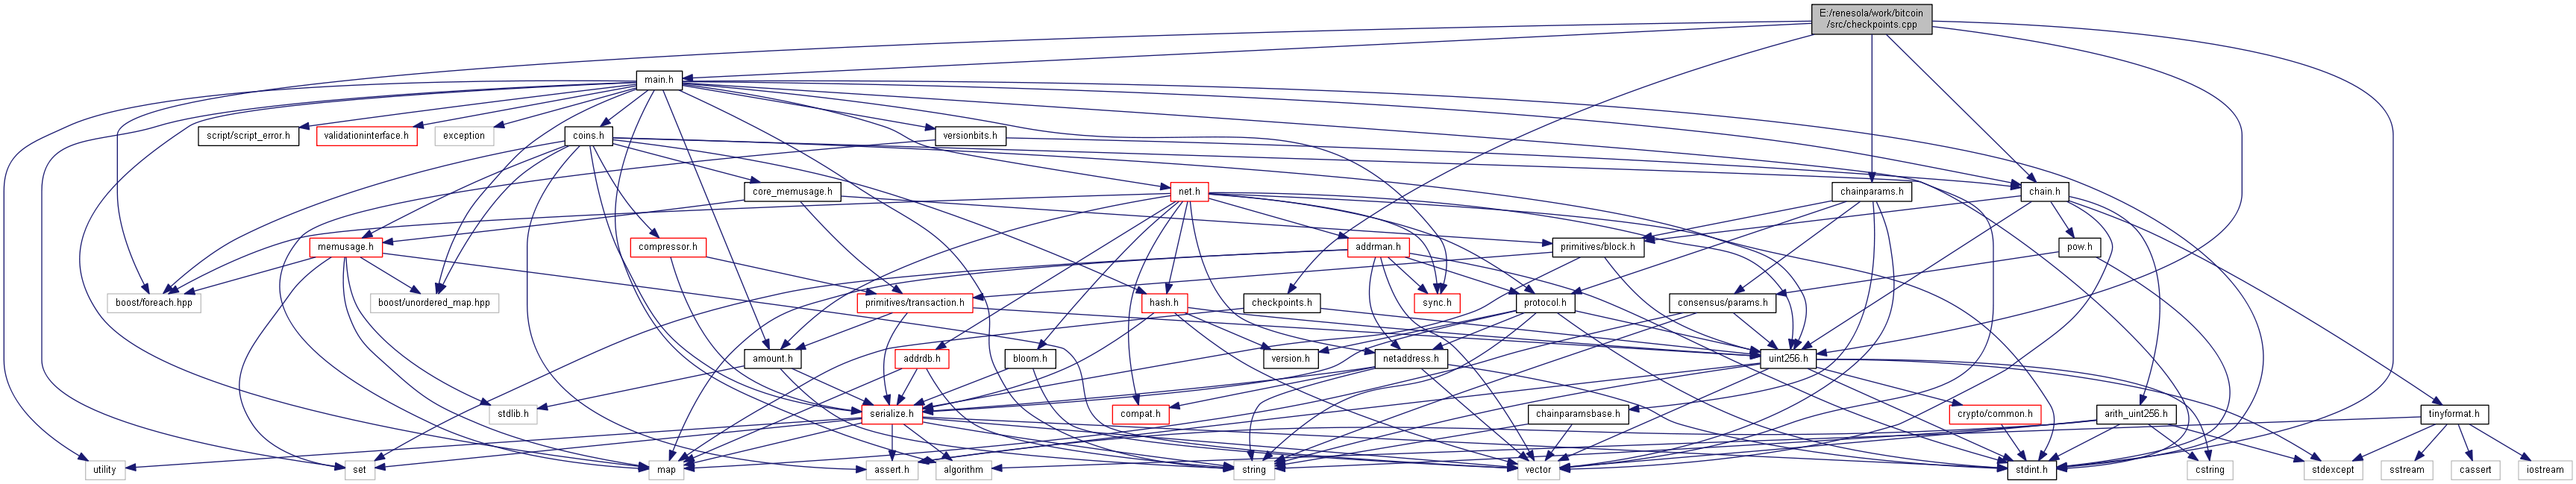 E:/renesola/work/bitcoin
/src/checkpoints.cpp
main.h
script/script_error.h
validationinterface.h
exception
coins.h
versionbits.h
core_memusage.h
net.h
chainparams.h
chain.h
memusage.h
compressor.h
addrman.h
primitives/block.h
pow.h
boost/foreach.hpp
boost/unordered_map.hpp
primitives/transaction.h
hash.h
checkpoints.h
sync.h
protocol.h
consensus/params.h
amount.h
addrdb.h
bloom.h
version.h
netaddress.h
uint256.h
stdlib.h
serialize.h
compat.h
chainparamsbase.h
crypto/common.h
arith_uint256.h
tinyformat.h
utility
set
map
assert.h
algorithm
string
vector
stdint.h
cstring
stdexcept
sstream
cassert
iostream